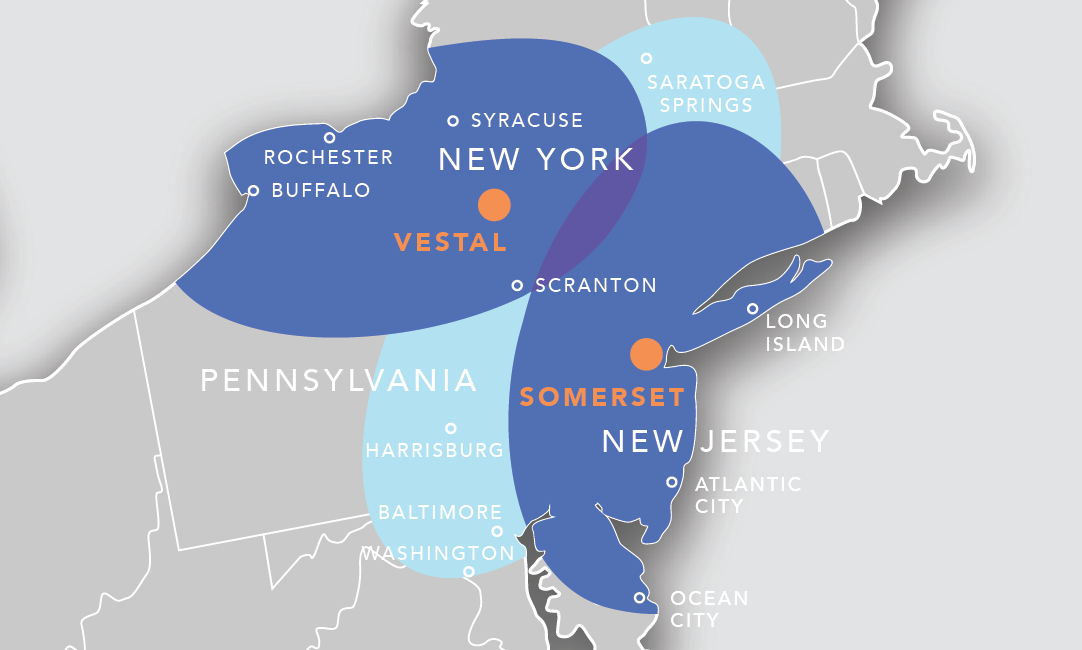 SARATOGA
SPRINGS
SYRACUSE
ROCHESTER
NEW YORK
BUFFALO
VESTAL
SCRANTON
LONG
ISLAND
PENNSYLVANIA
SOMERSET
NEW JERSEY
HARRISBURG
ATLANTIC
CITY
BALTIMORE
WASHINGTON
OCEAN
CITY